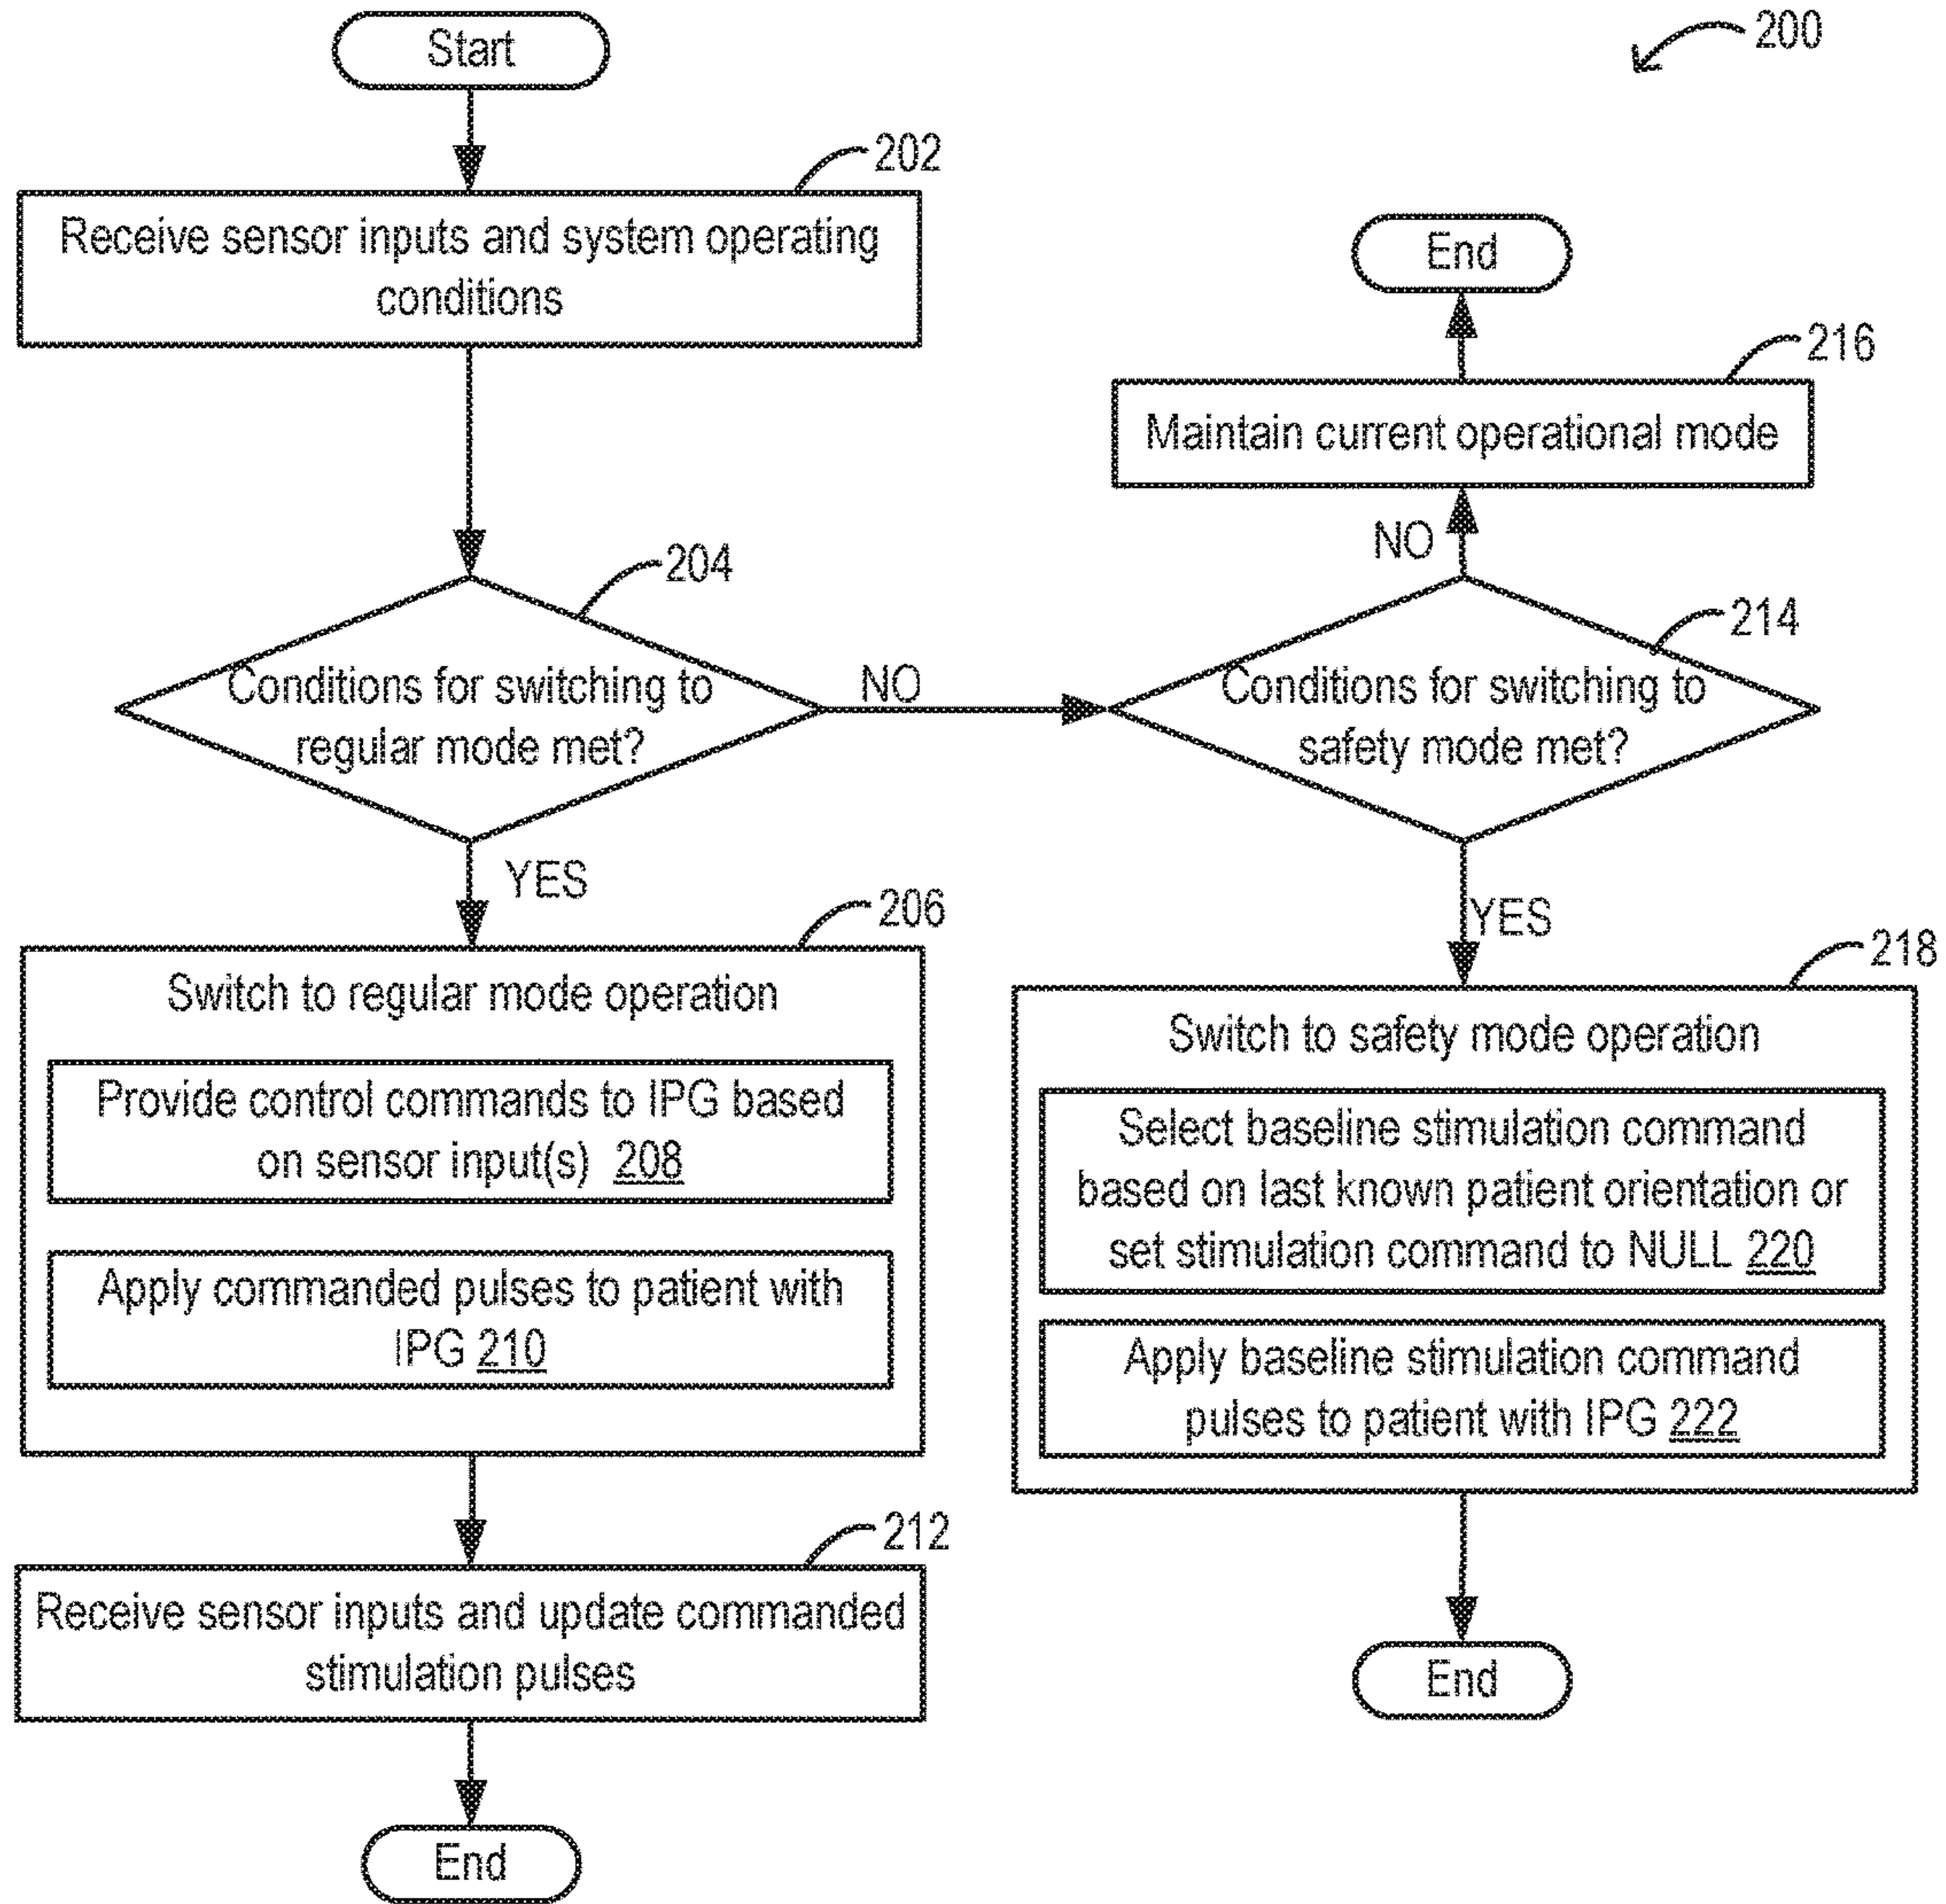 Start
200
202
Receive sensor inputs and system operating
conditions
204
Conditions for switching to
regular mode met?
NO
YES
206
Switch to regular mode operation
Provide control commands to IPG based
on sensor input(s) 208
Apply commanded pulses to patient with
IPG 210
212
Receive sensor inputs and update commanded
stimulation pulses
End
End
216
Maintain current operational mode
NO
214
Conditions for switching to
safety mode met?
YES
218
Switch to safety mode operation
Select baseline stimulation command
based on last known patient orientation or
set stimulation command to NULL 220
Apply baseline stimulation command
pulses to patient with IPG 222
End